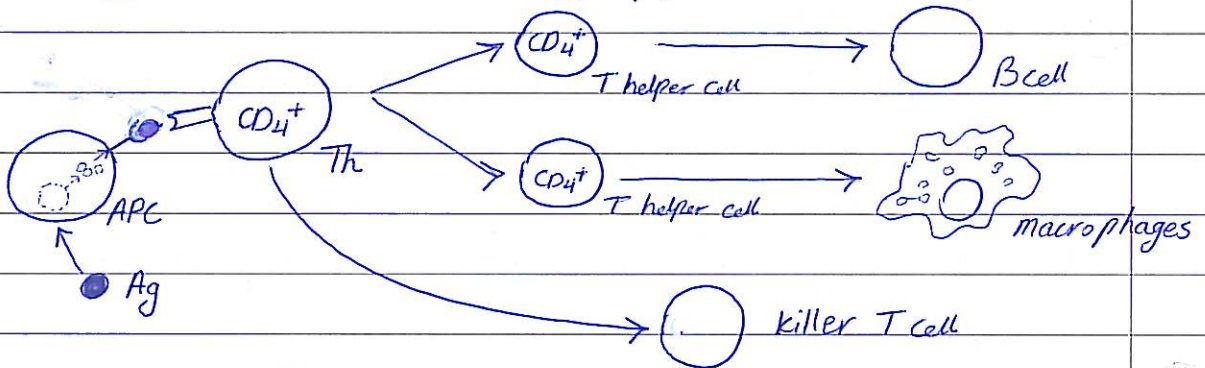 CD4+
T helper cell
B cell
CD4+
Th
APC
CD4+
T helper cell
macrophages
Ag
killer T cell